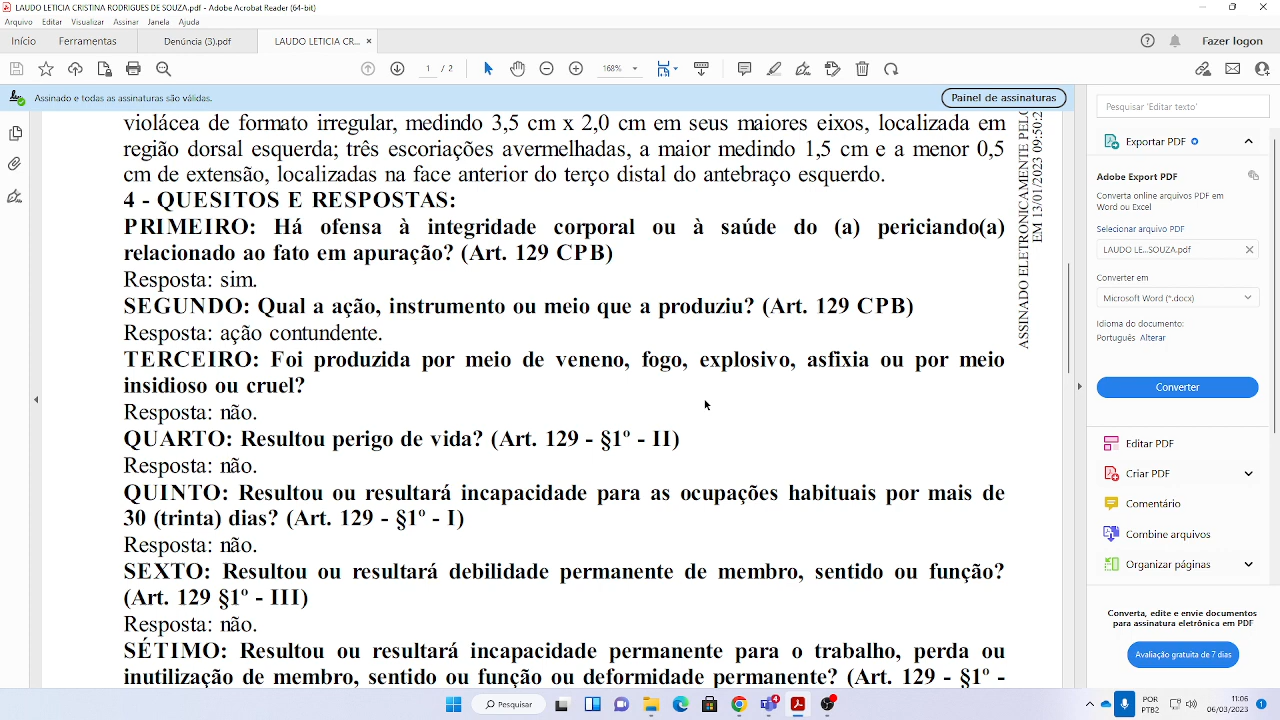 LAUDO LETICIA CRISTINA RODRIGUES DE SOUZA.pdf - Adobe Acrobat Reader (64-bit)
Arquivo Editar Visualizar Assinar Janela Ajuda
Início Ferramentas Denúncia (3).pdf LAUDO LETICIA CR... × Fazer logon
1 / 2 168%
Assinado e todas as assinaturas são válidas. Painel de assinaturas
violácea de formato irregular, medindo 3,5 cm x 2,0 cm em seus maiores eixos, localizada em
região dorsal esquerda; três escoriações avermelhadas, a maior medindo 1,5 cm e a menor 0,5
cm de extensão, localizadas na face anterior do terço distal do antebraço esquerdo.
4 - QUESITOS E RESPOSTAS:
PRIMEIRO: Há ofensa à integridade corporal ou à saúde do (a) periciando(a)
relacionado ao fato em apuração? (Art. 129 CPB)
Resposta: sim.
SEGUNDO: Qual a ação, instrumento ou meio que a produziu? (Art. 129 CPB)
Resposta: ação contundente.
TERCEIRO: Foi produzida por meio de veneno, fogo, explosivo, asfixia ou por meio
insidioso ou cruel?
Resposta: não.
QUARTO: Resultou perigo de vida? (Art. 129 - §1º - II)
Resposta: não.
QUINTO: Resultou ou resultará incapacidade para as ocupações habituais por mais de
30 (trinta) dias? (Art. 129 - §1º - I)
Resposta: não.
SEXTO: Resultou ou resultará debilidade permanente de membro, sentido ou função?
(Art. 129 §1º - III)
Resposta: não.
SÉTIMO: Resultou ou resultará incapacidade permanente para o trabalho, perda ou
inutilização de membro, sentido ou função ou deformidade permanente? (Art. 129 - §1º -
ASSINADO ELETRONICAMENTE PELO
EM 13/01/2023 09:50:2
Pesquisar 'Editar texto'
Exportar PDF
Adobe Export PDF
Converta online arquivos PDF em
Word ou Excel
Selecionar arquivo PDF
LAUDO LE...SOUZA.pdf
Converter em
Microsoft Word (*.docx)
Idioma do documento:
Português Alterar
Converter
Editar PDF
Criar PDF
Comentário
Combine arquivos
Organizar páginas
Converta, edite e envie documentos
para assinatura eletrônica em PDF
Avaliação gratuita de 7 dias
Pesquisar 4 POR 11:06
PTB2 06/03/2023 1